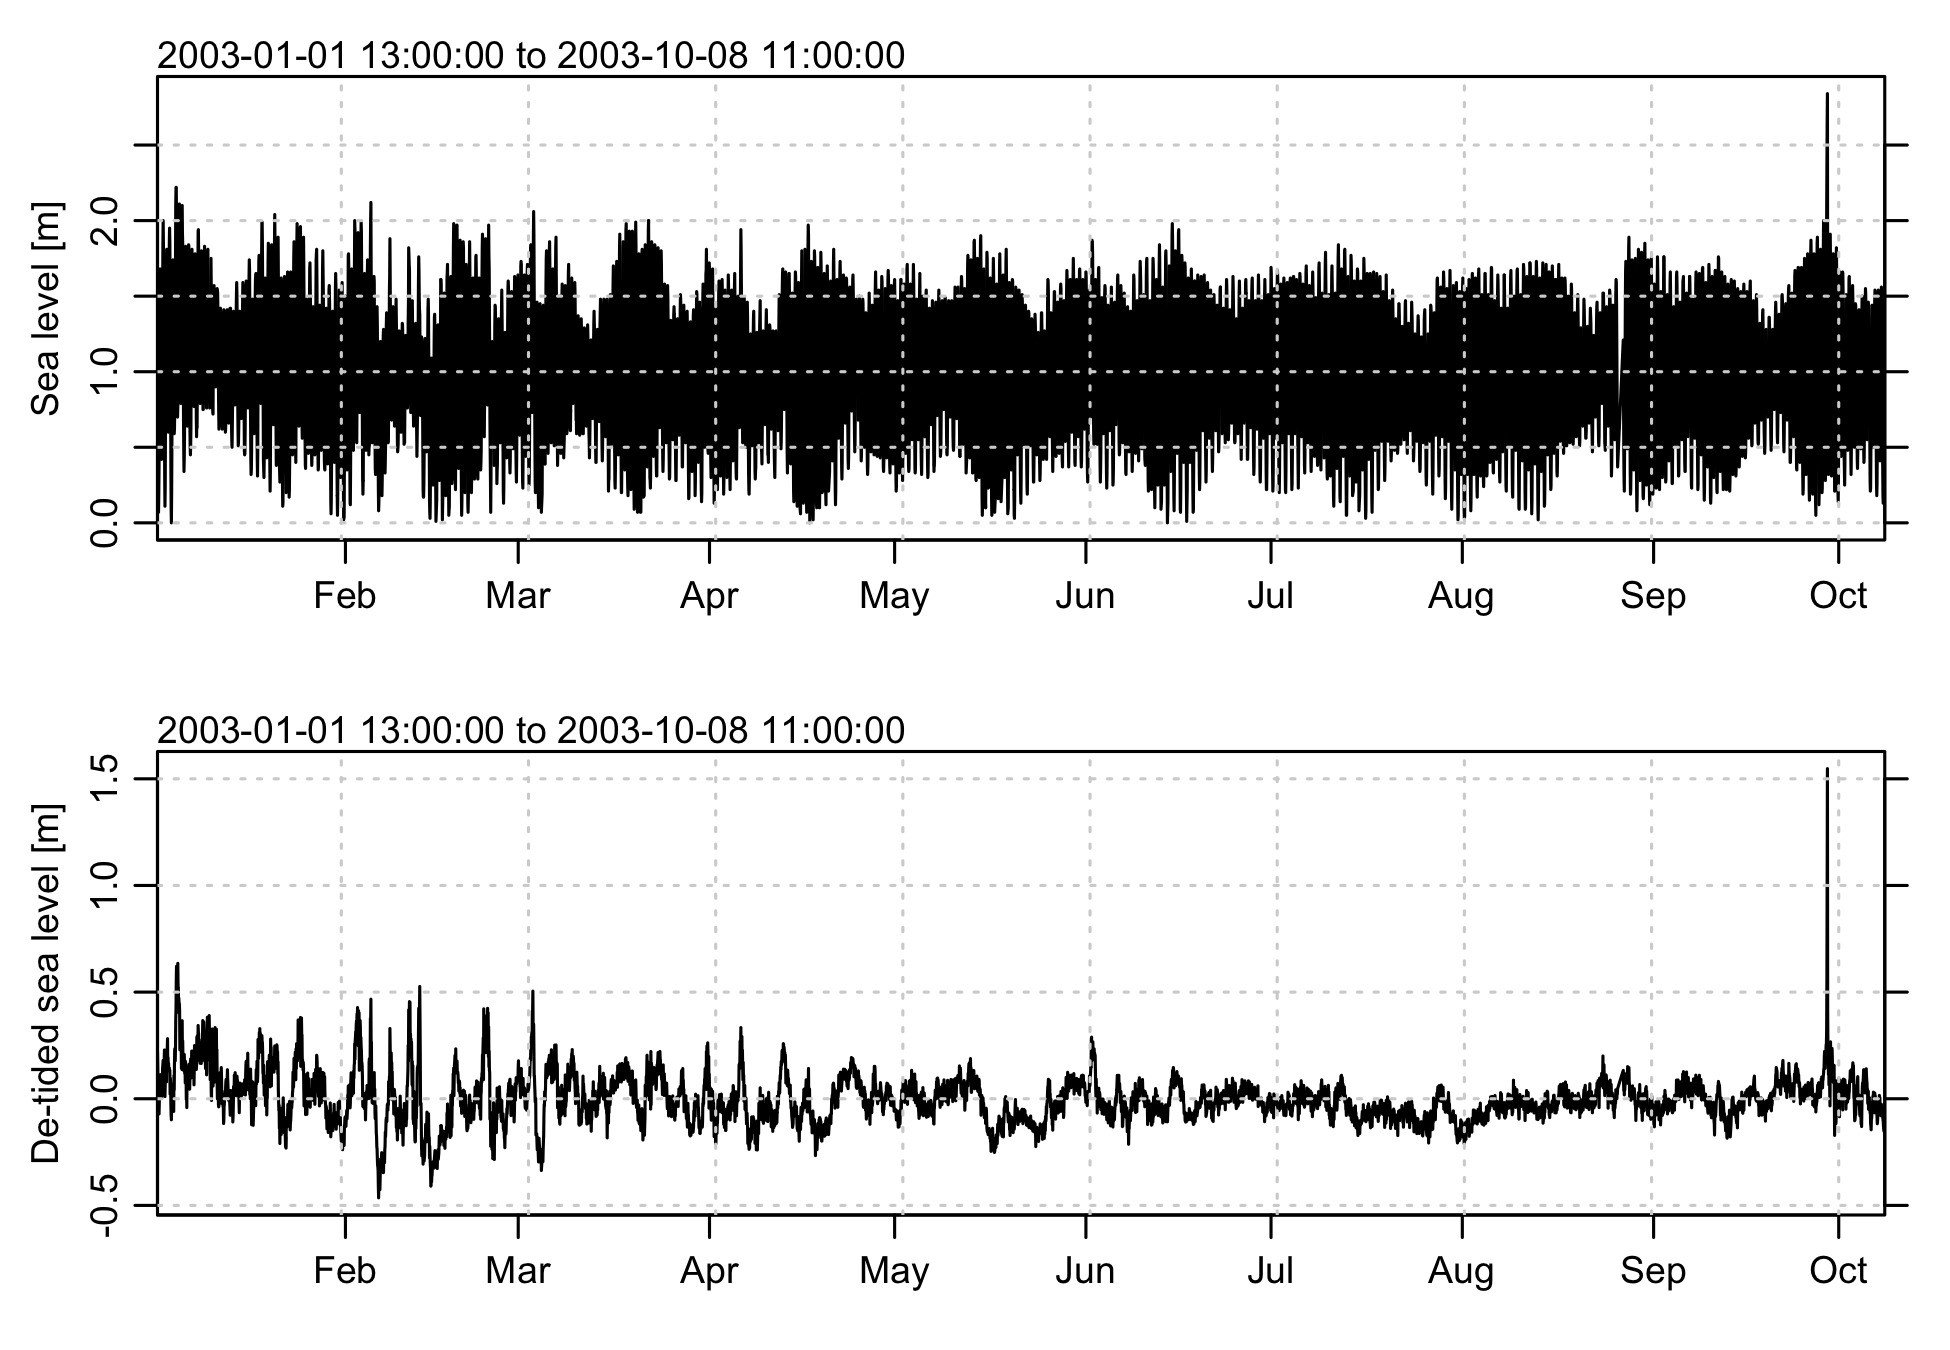 2003-01-01 13:00:00 to 2003-10-08 11:00:00
Sea level [m]
2.0
1.0
0.0
Feb Mar Apr May Jun Jul Aug Sep Oct
2003-01-01 13:00:00 to 2003-10-08 11:00:00
De-tided sea level [m]
1.5
1.0
0.5
0.0
-0.5
Feb Mar Apr May Jun Jul Aug Sep Oct